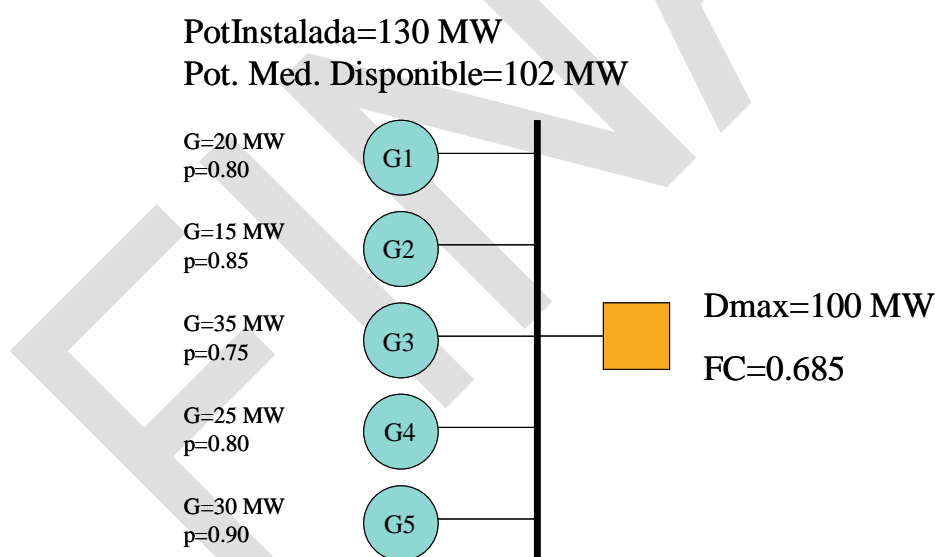 PotInstalada=130 MW
Pot. Med. Disponible=102 MW
G=20 MW
p=0.80
G1
G=15 MW
p=0.85
G2
G=35 MW
p=0.75
G3
Dmax=100 MW
FC=0.685
G=25 MW
p=0.80
G4
G=30 MW
p=0.90
G5